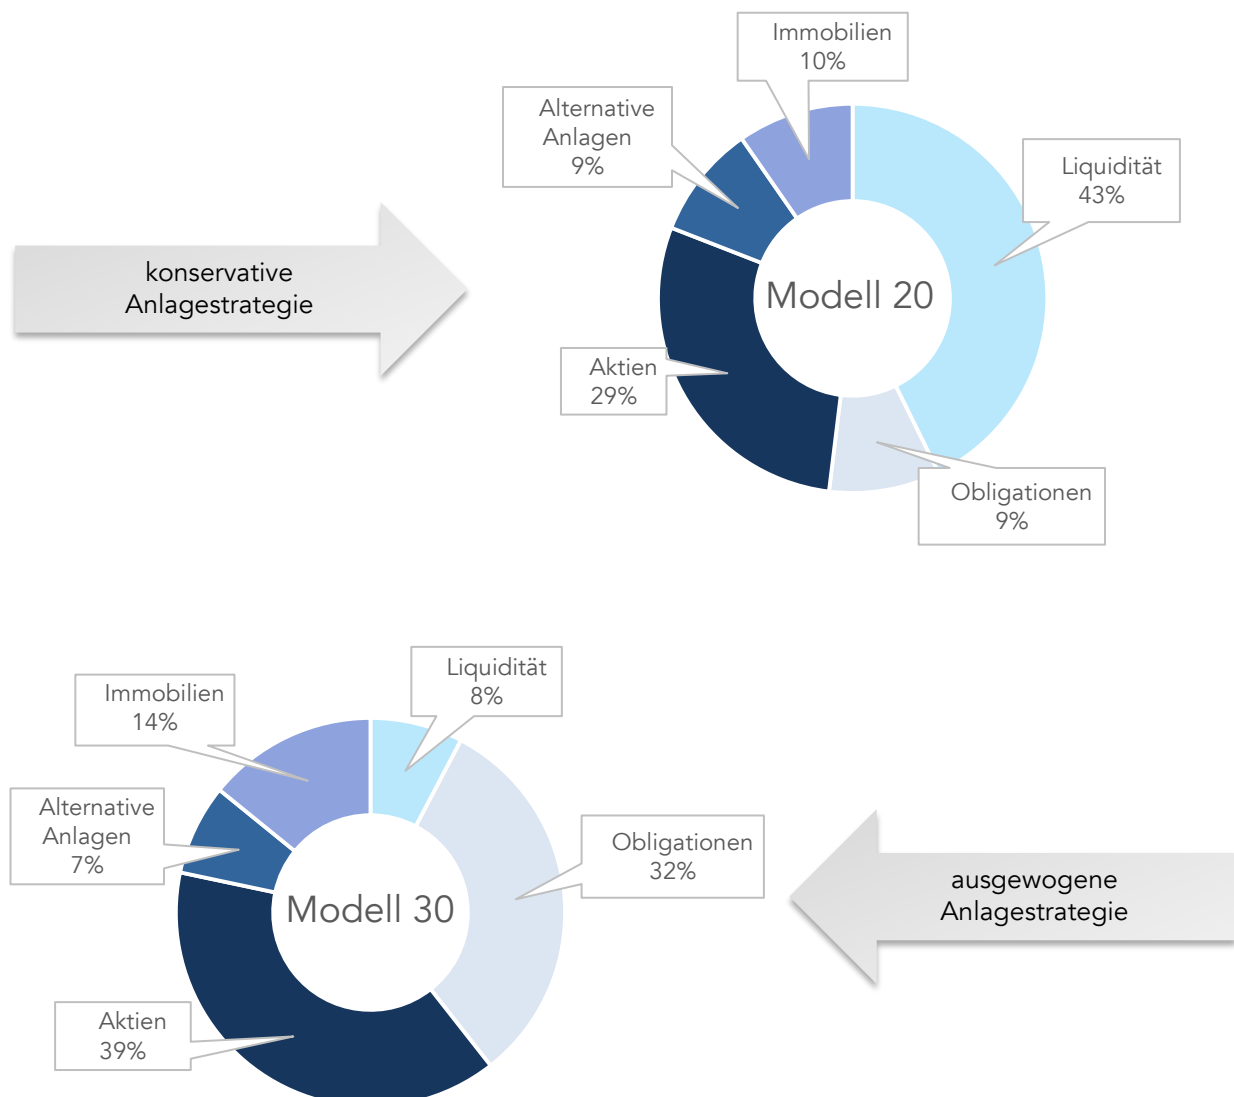 Immobilien
10%
Alternative
Anlagen
9%
Liquidität
43%
konservative
Anlagestrategie
Modell 20
Aktien
29%
Obligationen
9%
Liquidität
8%
Immobilien
14%
Alternative
Anlagen
7%
Obligationen
32%
Modell 30
ausgewogene
Anlagestrategie
Aktien
39%